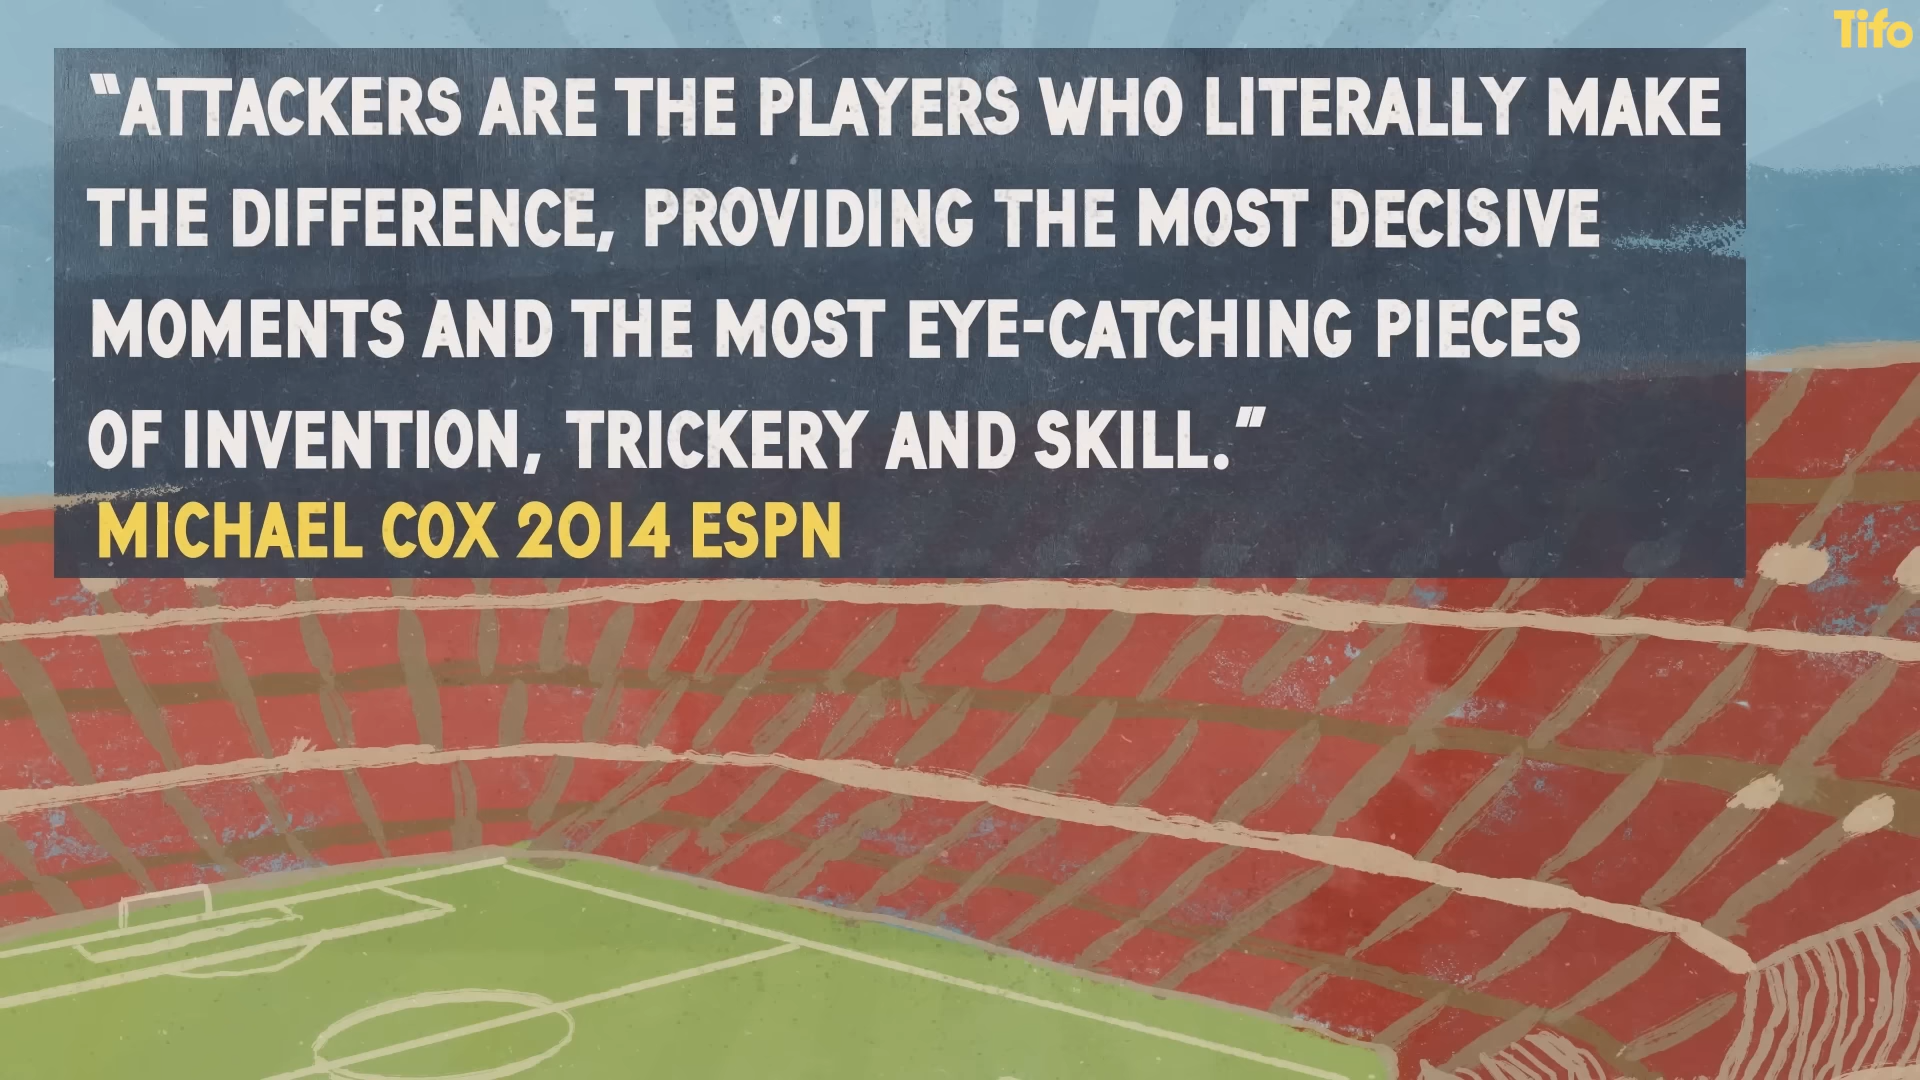 Tifo
"ATTACKERS ARE THE PLAYERS WHO LITERALLY MAKE
THE DIFFERENCE, PROVIDING THE MOST DECISIVE
MOMENTS AND THE MOST EYE-CATCHING PIECES
OF INVENTION, TRICKERY AND SKILL."
MICHAEL COX 2014 ESPN